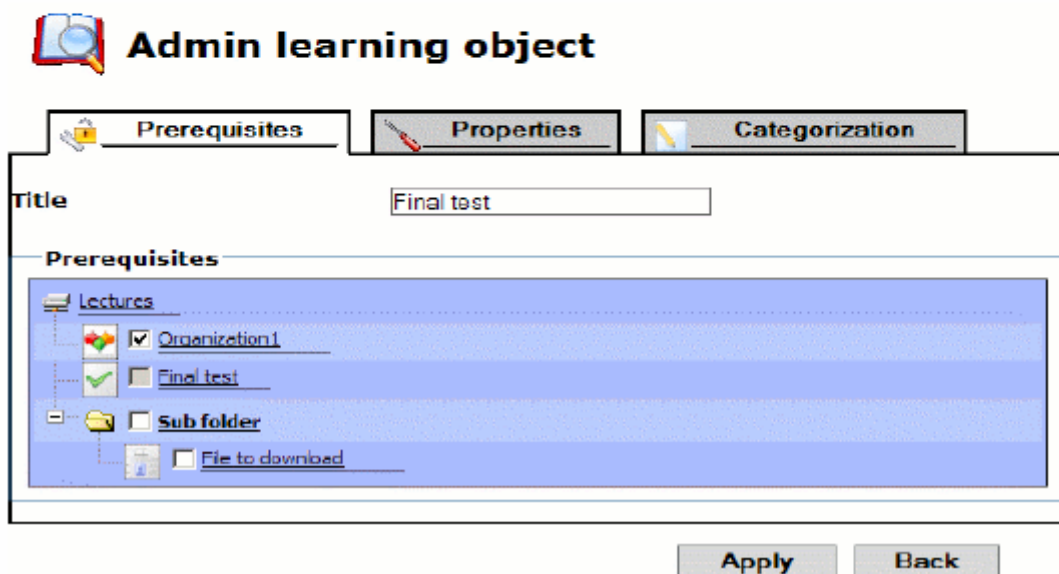 Admin learning object
Prerequisites Properties Categorization
Title Final test
Prerequisites
Lectures
Organization1
Final test
Sub folder
File to download
Apply Back